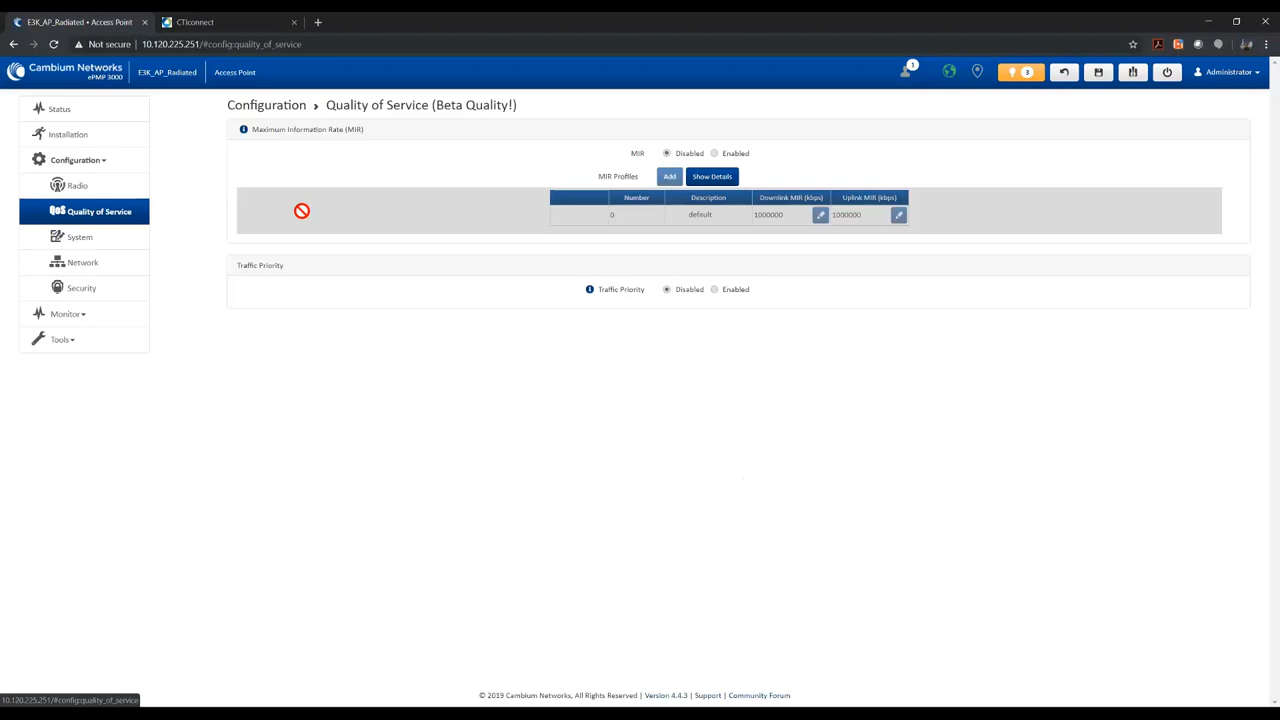 E3K_AP_Radiated • Access Point
CTIconnect
Not secure | 10.120.225.251/#config:quality_of_service
Cambium Networks
ePMP 3000
E3K_AP_Radiated
Access Point
1
3
Administrator
Status
Installation
Configuration
Radio
QoS Quality of Service
System
Network
Security
Monitor
Tools
Configuration › Quality of Service (Beta Quality!)
Maximum Information Rate (MIR)
MIR Disabled Enabled
MIR Profiles Add Show Details
Number Description Downlink MIR (kbps) Uplink MIR (kbps)
0 default 1000000 1000000
Traffic Priority
Traffic Priority Disabled Enabled
© 2019 Cambium Networks, All Rights Reserved | Version 4.4.3 | Support | Community Forum
10.120.225.251/#config:quality_of_service